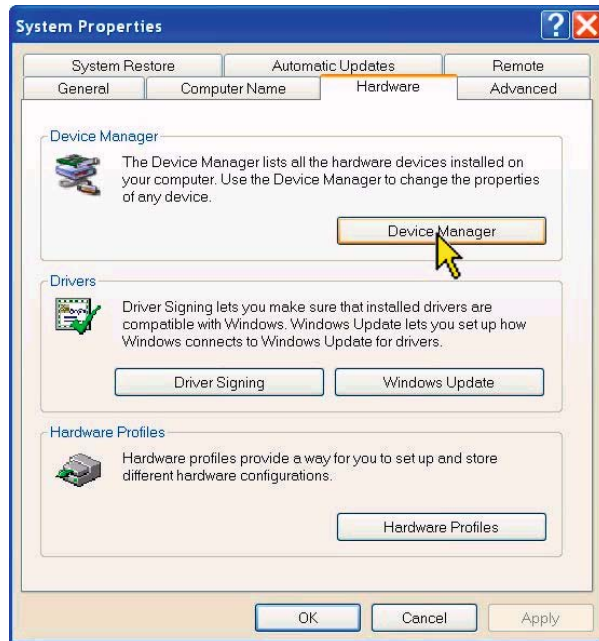 System Properties
System Restore Automatic Updates Remote
General Computer Name Hardware Advanced
Device Manager
The Device Manager lists all the hardware devices installed on
your computer. Use the Device Manager to change the properties
of any device.
Device Manager
Drivers
Driver Signing lets you make sure that installed drivers are
compatible with Windows. Windows Update lets you set up how
Windows connects to Windows Update for drivers.
Driver Signing Windows Update
Hardware Profiles
Hardware profiles provide a way for you to set up and store
different hardware configurations.
Hardware Profiles
OK Cancel Apply